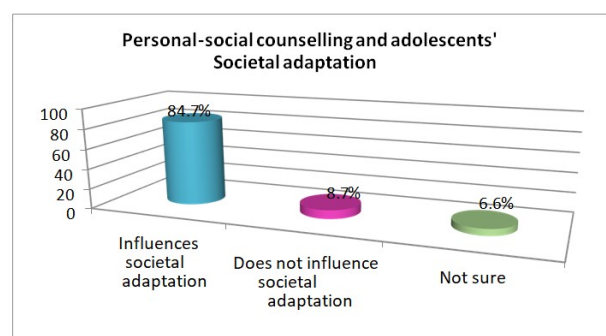 Personal-social counselling and adolescents'
Societal adaptation
100
80
60
40
20
0
84.7%
8.7%
6.6%
Influences
societal
adaptation
Does not influence
societal
adaptation
Not sure